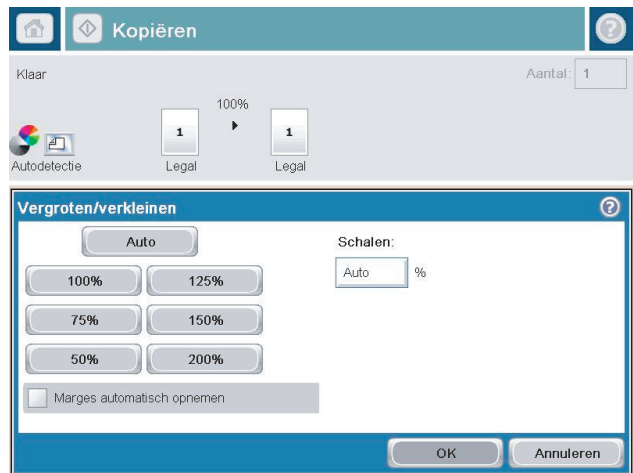 Kopiëren
Klaar
Aantal: 1
100%
1 1
Autodetectie Legal Legal
Vergroten/verkleinen
Auto Schalen:
100% 125% Auto %
75% 150%
50% 200%
Marges automatisch opnemen
OK Annuleren